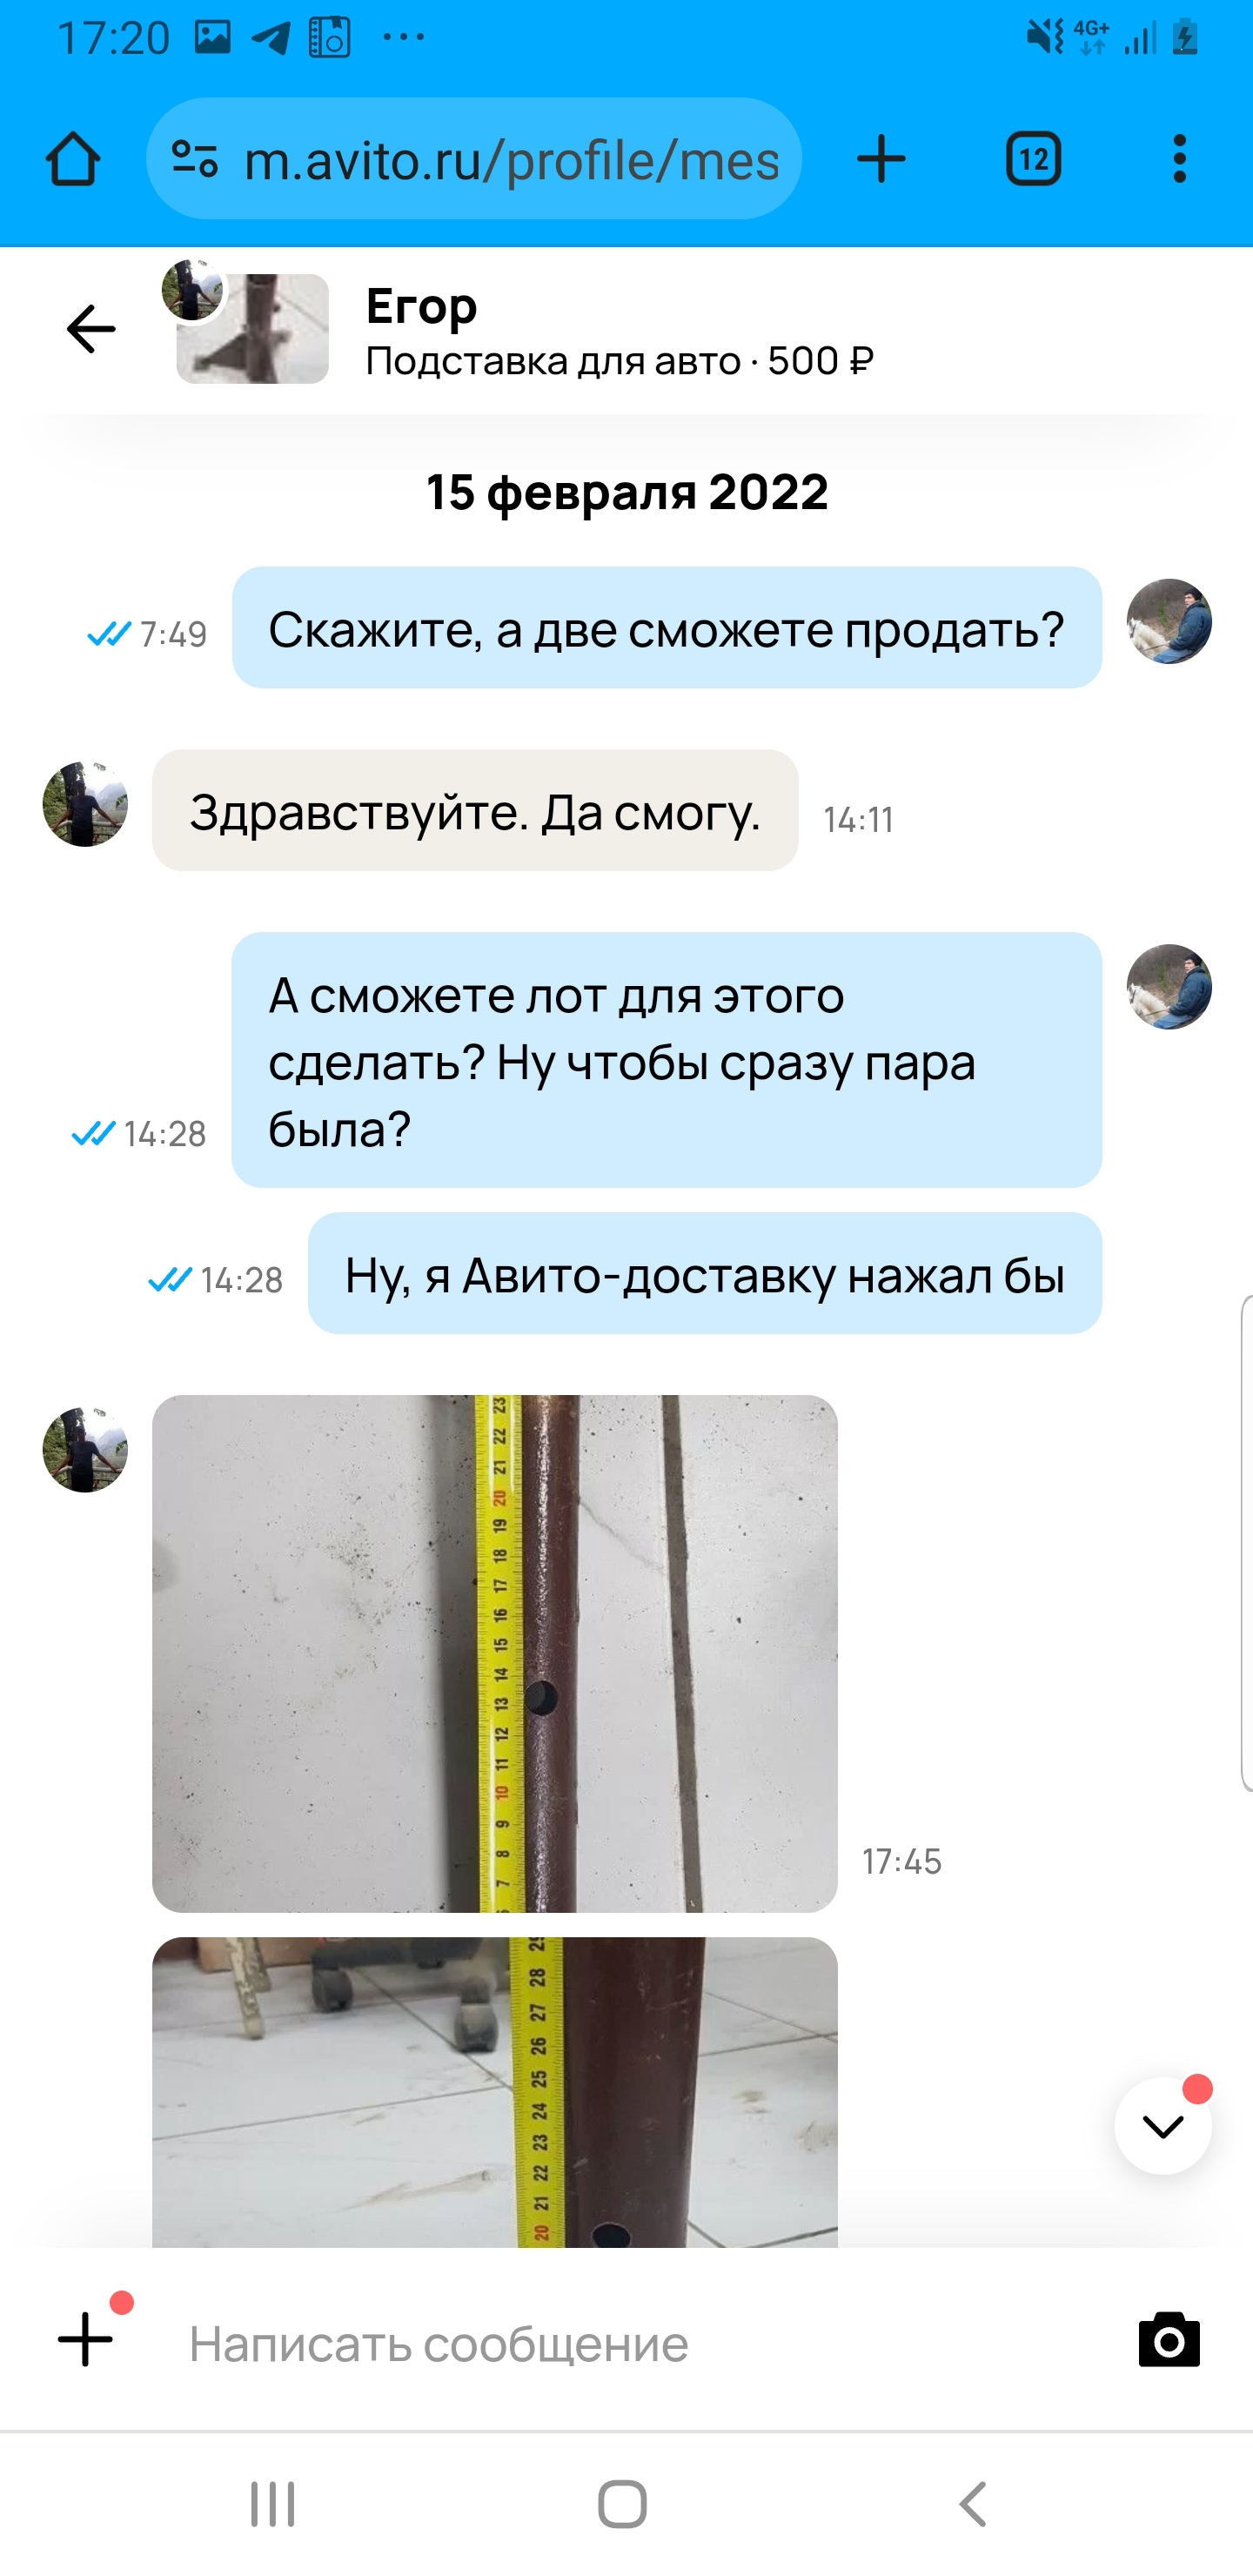 17:20
4G+
m.avito.ru/profile/mes
12
Егор
Подставка для авто · 500 ₽
15 февраля 2022
7:49
Скажите, а две сможете продать?
Здравствуйте. Да смогу.
14:11
А сможете лот для этого
сделать? Ну чтобы сразу пара
была?
14:28
Ну, я Авито-доставку нажал бы
14:28
23
22
21
20
19
18
17
16
15
14
13
12
11
10
9
8
7
17:45
29
28
27
26
25
24
23
22
21
20
Написать сообщение